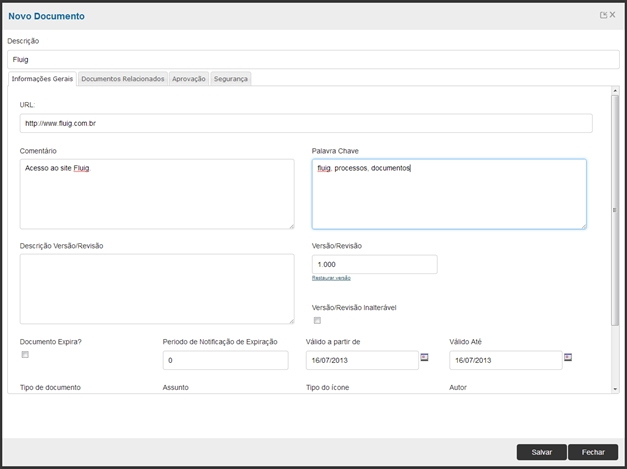 Novo Documento
Descrição
Fluig
Informações Gerais Documentos Relacionados Aprovação Segurança
URL:
http://www.fluig.com.br
Comentário Palavra Chave
Acesso ao site Fluig. fluig, processos, documentos
Descrição Versão/Revisão Versão/Revisão
1.000
Restaurar versão
Versão/Revisão Inalterável
Documento Expira? Período de Notificação de Expiração Válido a partir de Válido Até
0 16/07/2013 16/07/2013
Tipo de documento Assunto Tipo do ícone Autor
Salvar Fechar